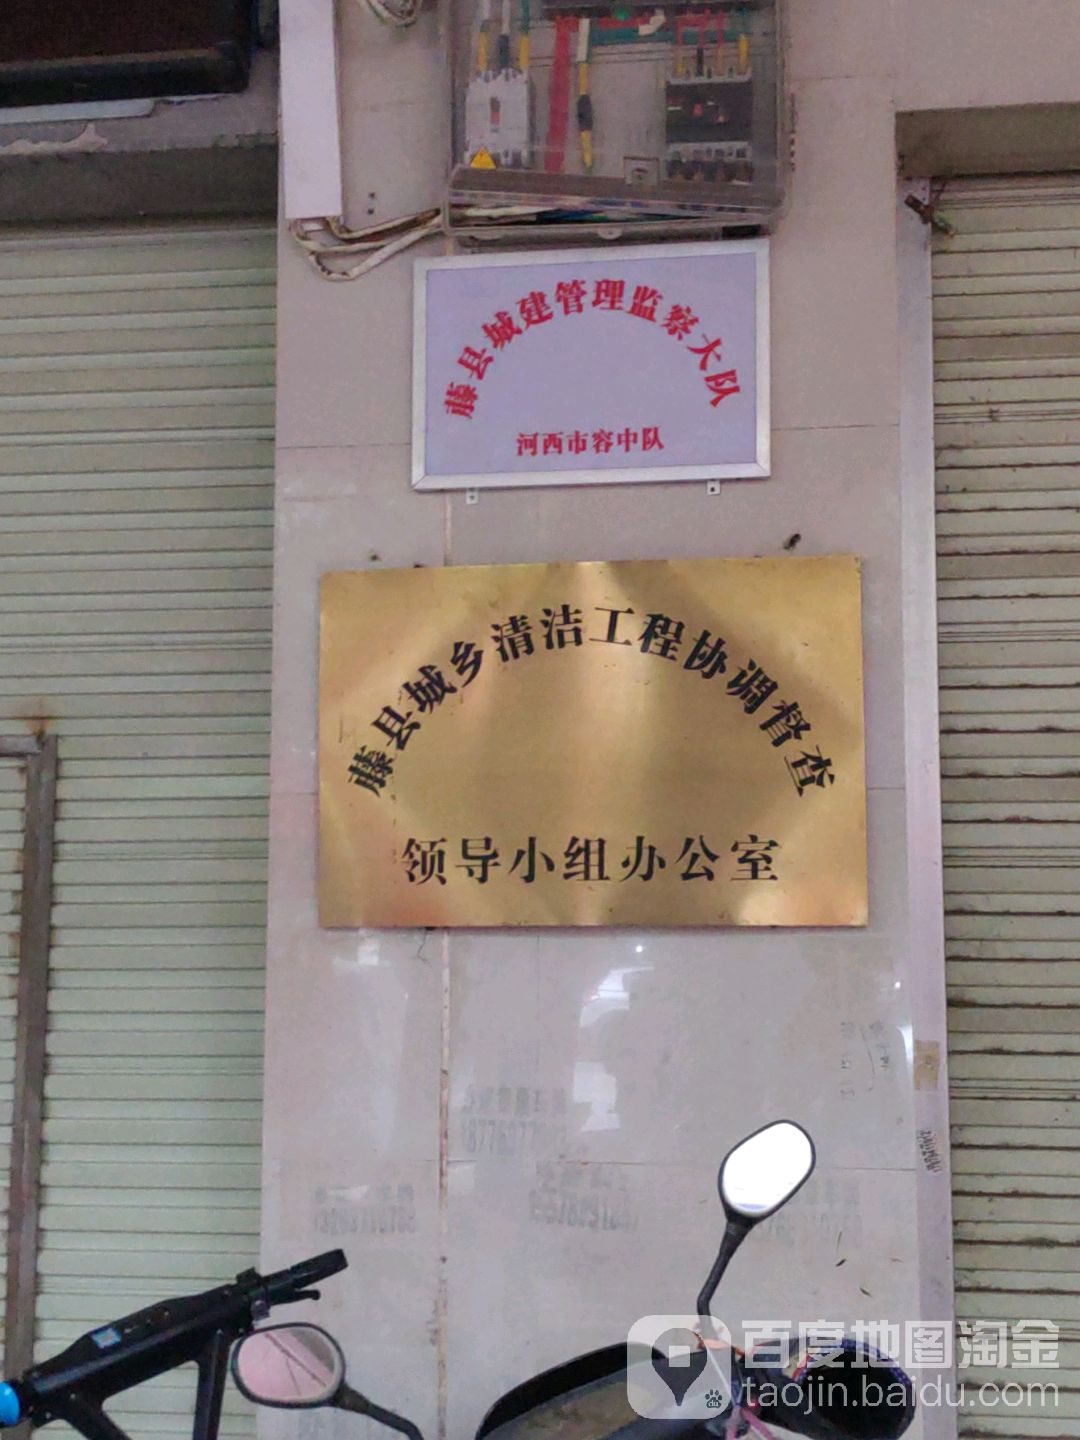 藤县城建管理监察大队
河西市容中队
藤县城乡清洁工程协调督查
领导小组办公室
百度地图淘金
taojin.baidu.com